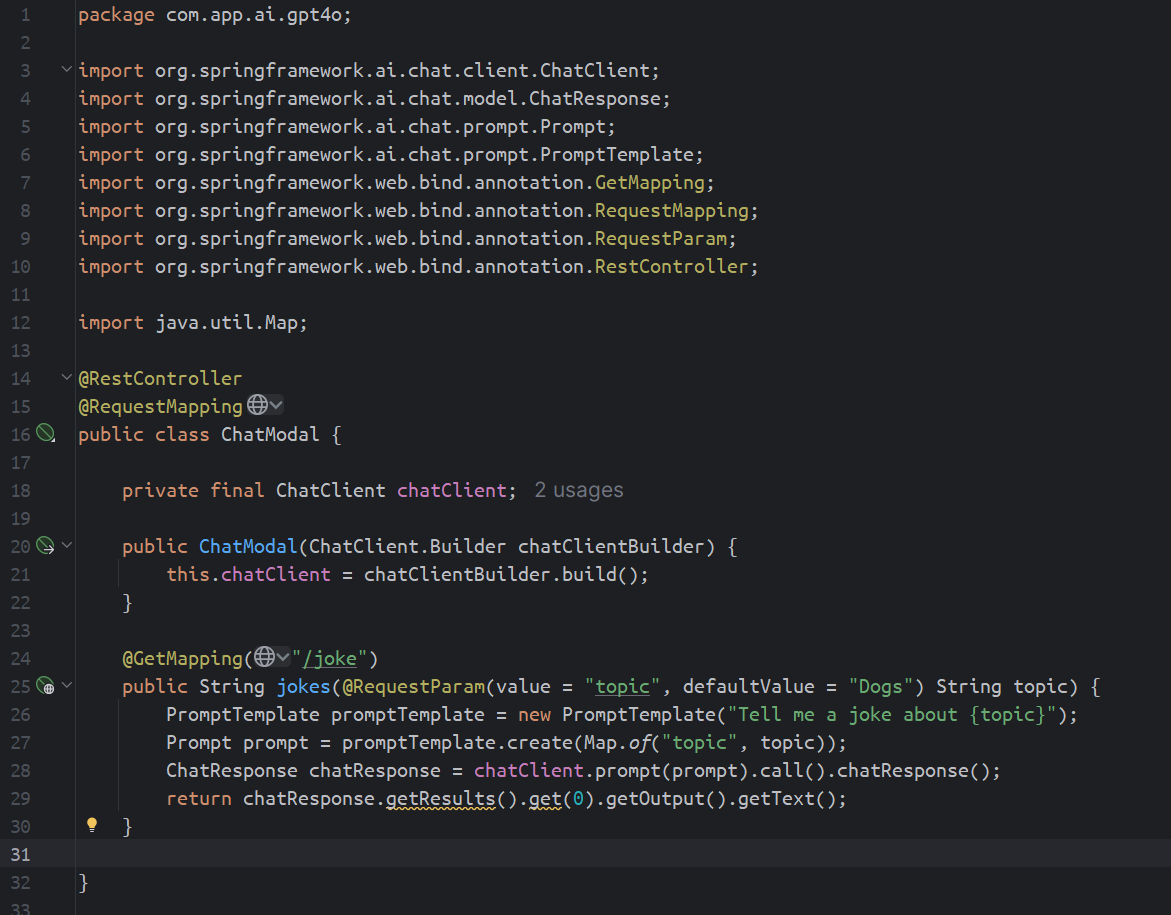 1 package com.app.ai.gpt4o;
2
3 import org.springframework.ai.chat.client.ChatClient;
4 import org.springframework.ai.chat.model.ChatResponse;
5 import org.springframework.ai.chat.prompt.Prompt;
6 import org.springframework.ai.chat.prompt.PromptTemplate;
7 import org.springframework.web.bind.annotation.GetMapping;
8 import org.springframework.web.bind.annotation.RequestMapping;
9 import org.springframework.web.bind.annotation.RequestParam;
10 import org.springframework.web.bind.annotation.RestController;
11
12 import java.util.Map;
13
14 @RestController
15 @RequestMapping
16 public class ChatModal {
17
18     private final ChatClient chatClient; 2 usages
19
20     public ChatModal(ChatClient.Builder chatClientBuilder) {
21         this.chatClient = chatClientBuilder.build();
22     }
23
24     @GetMapping("/joke")
25     public String jokes(@RequestParam(value = "topic", defaultValue = "Dogs") String topic) {
26         PromptTemplate promptTemplate = new PromptTemplate("Tell me a joke about {topic}");
27         Prompt prompt = promptTemplate.create(Map.of("topic", topic));
28         ChatResponse chatResponse = chatClient.prompt(prompt).call().chatResponse();
29         return chatResponse.getResults().get(0).getOutput().getText();
30     }
31
32 }
33